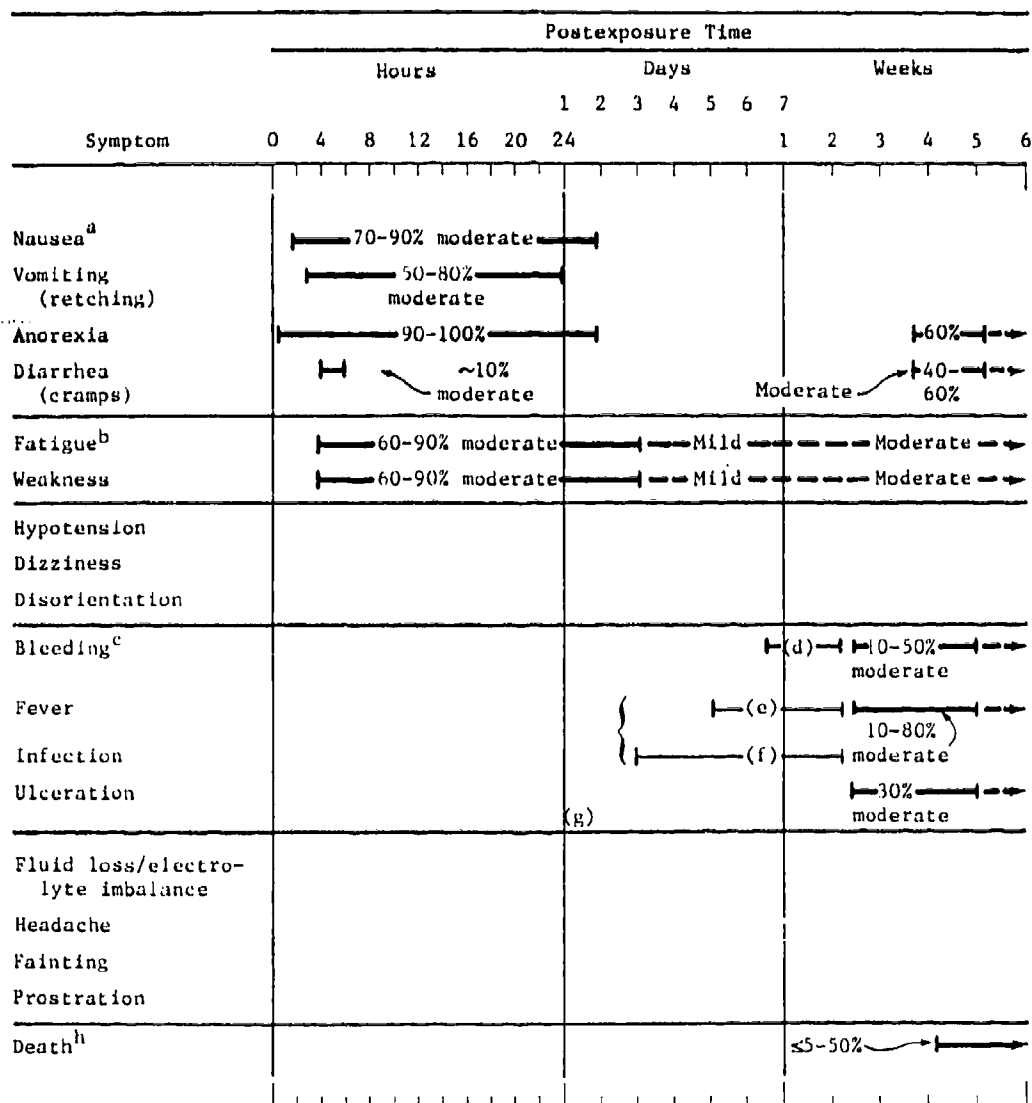 Postexposure Time
Hours Days Weeks
1 2 3 4 5 6 7
Symptom 0 4 8 12 16 20 24 1 2 3 4 5 6
Nausea^a 70-90% moderate
Vomiting 50-80%
(retching) moderate
Anorexia 90-100% 60%
Diarrhea ~10% 40-
(cramps) moderate Moderate 60%
Fatigue^b 60-90% moderate Mild Moderate
Weakness 60-90% moderate Mild Moderate
Hypotension
Dizziness
Disorientation
Bleeding^c (d) 10-50%
moderate
Fever (e)
10-80%
Infection (f) moderate
Ulceration 30%
(g) moderate
Fluid loss/electro-
lyte imbalance
Headache
Fainting
Prostration
Death^h ≤5-50%